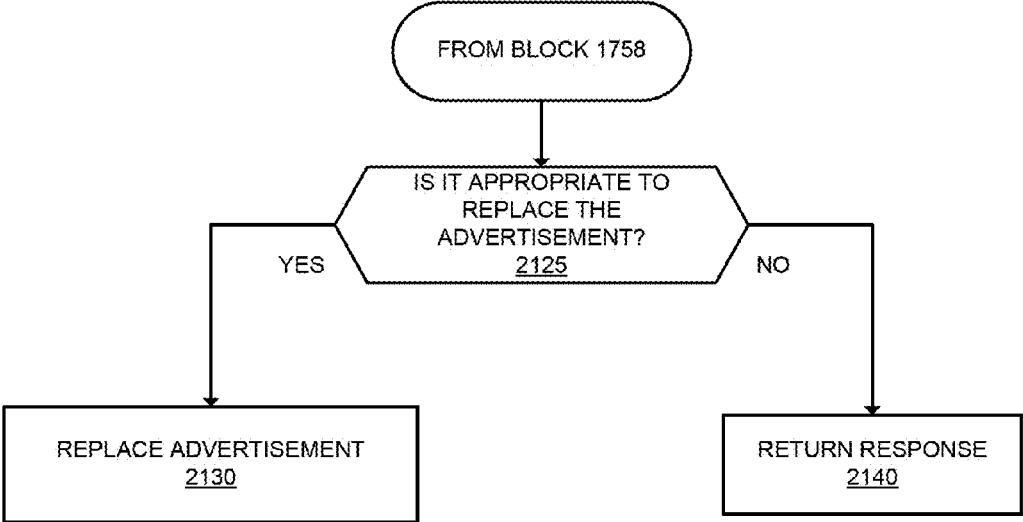 FROM BLOCK 1758
IS IT APPROPRIATE TO
REPLACE THE
ADVERTISEMENT?
2125
YES
NO
REPLACE ADVERTISEMENT
2130
RETURN RESPONSE
2140